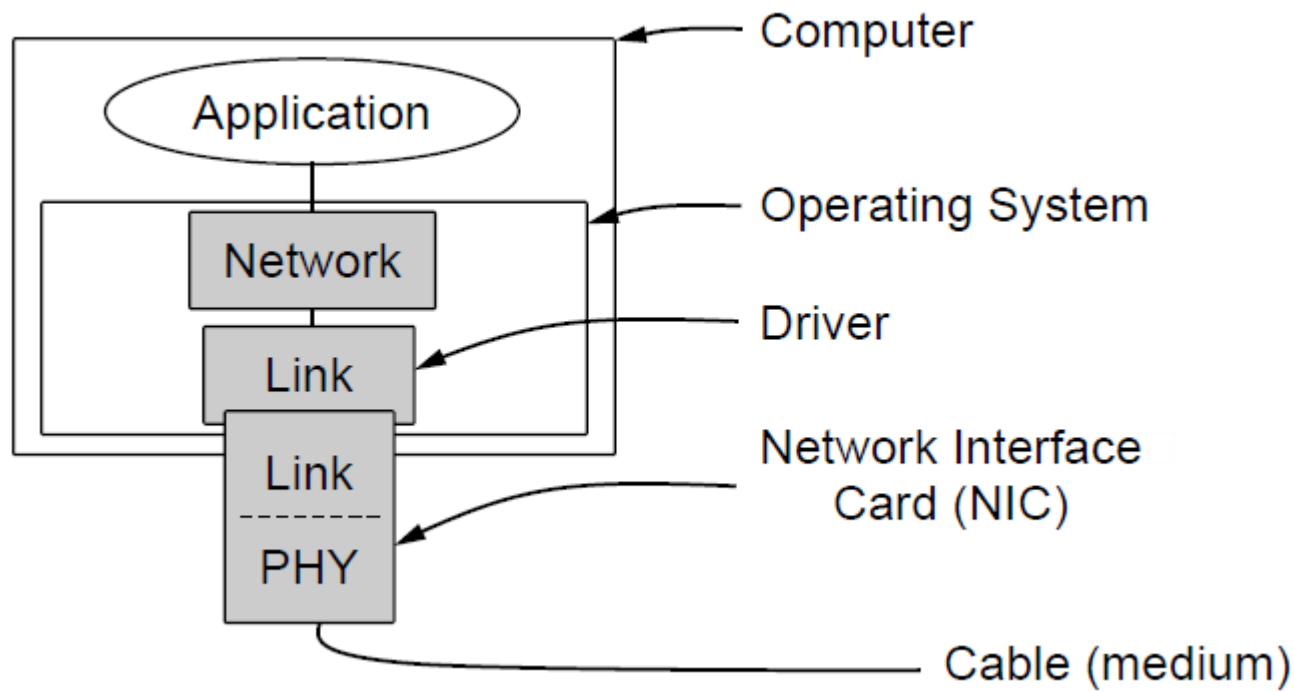 Computer
Application
Operating System
Network
Driver
Link
Network Interface
Card (NIC)
Link
PHY
Cable (medium)